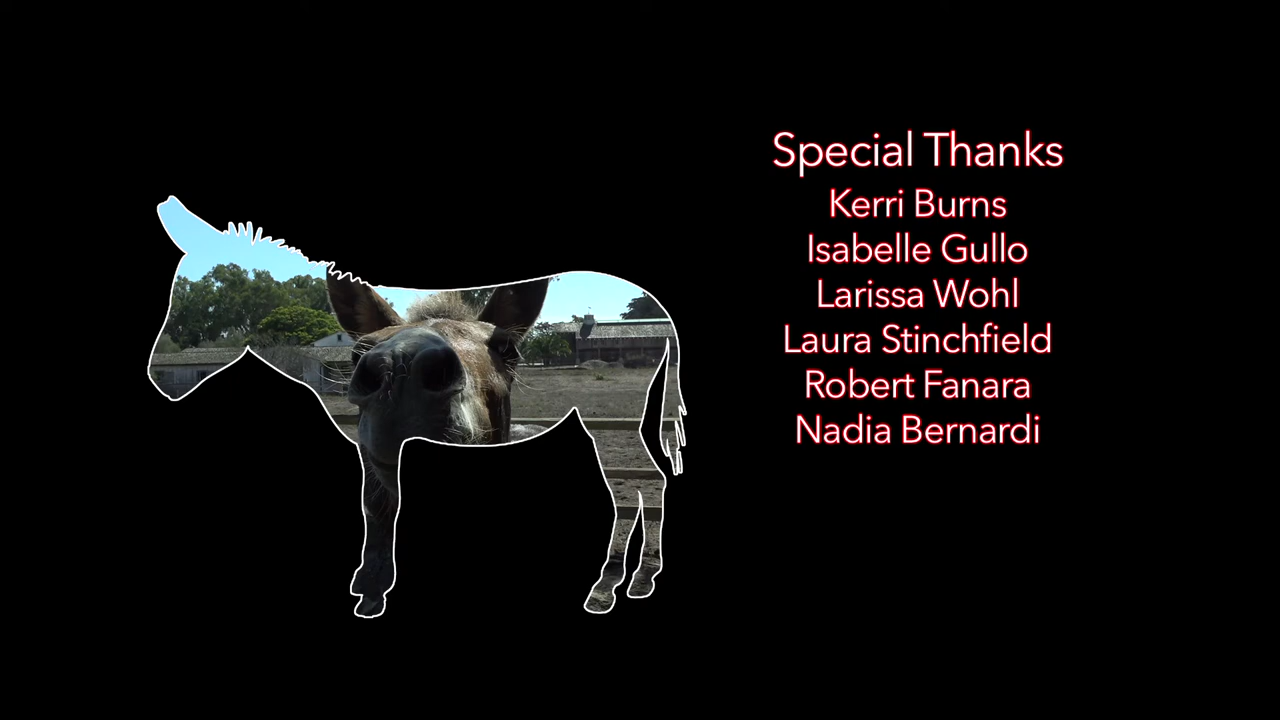 Special Thanks
Kerri Burns
Isabelle Gullo
Larissa Wohl
Laura Stinchfield
Robert Fanara
Nadia Bernardi